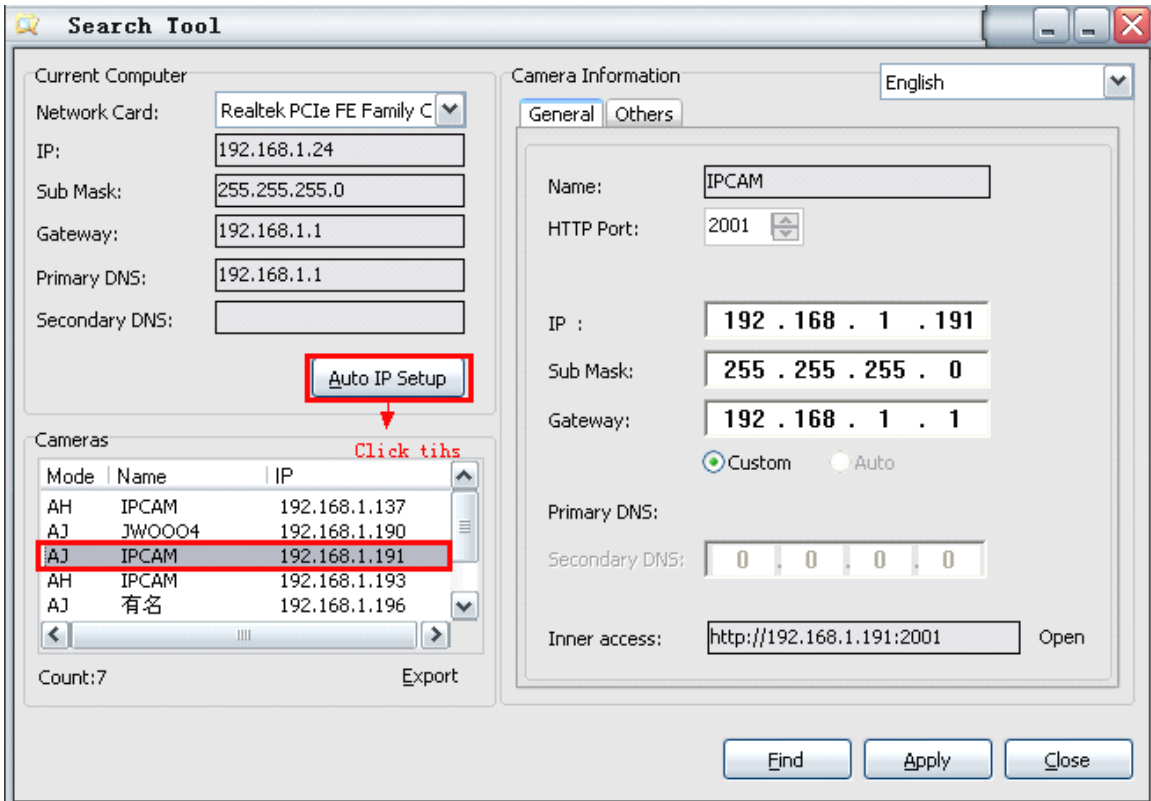 Search Tool
Current Computer
Network Card: Realtek PCIe FE Family C
IP: 192.168.1.24
Sub Mask: 255.255.255.0
Gateway: 192.168.1.1
Primary DNS: 192.168.1.1
Secondary DNS:
Auto IP Setup
Click tihs
Cameras
Mode Name IP
AH IPCAM 192.168.1.137
AJ JWOOO4 192.168.1.190
AJ IPCAM 192.168.1.191
AH IPCAM 192.168.1.193
AJ 有名 192.168.1.196
Count:7 Export
Camera Information
English
General Others
Name: IPCAM
HTTP Port: 2001
IP : 192 . 168 . 1 . 191
Sub Mask: 255 . 255 . 255 . 0
Gateway: 192 . 168 . 1 . 1
Custom Auto
Primary DNS:
Secondary DNS: 0 . 0 . 0 . 0
Inner access: http://192.168.1.191:2001 Open
Find Apply Close